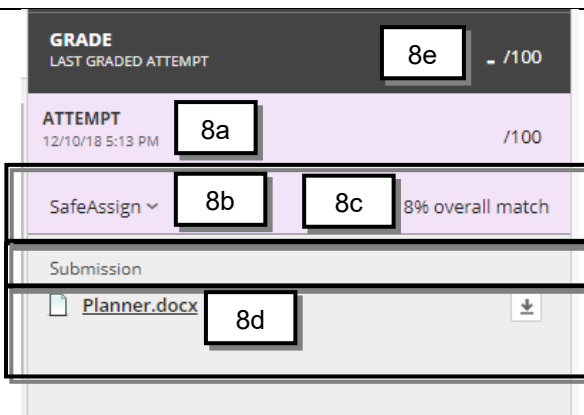 GRADE
LAST GRADED ATTEMPT
8e
- /100
ATTEMPT
12/10/18 5:13 PM
8a
/100
SafeAssign
8b
8c
8% overall match
Submission
Planner.docx
8d